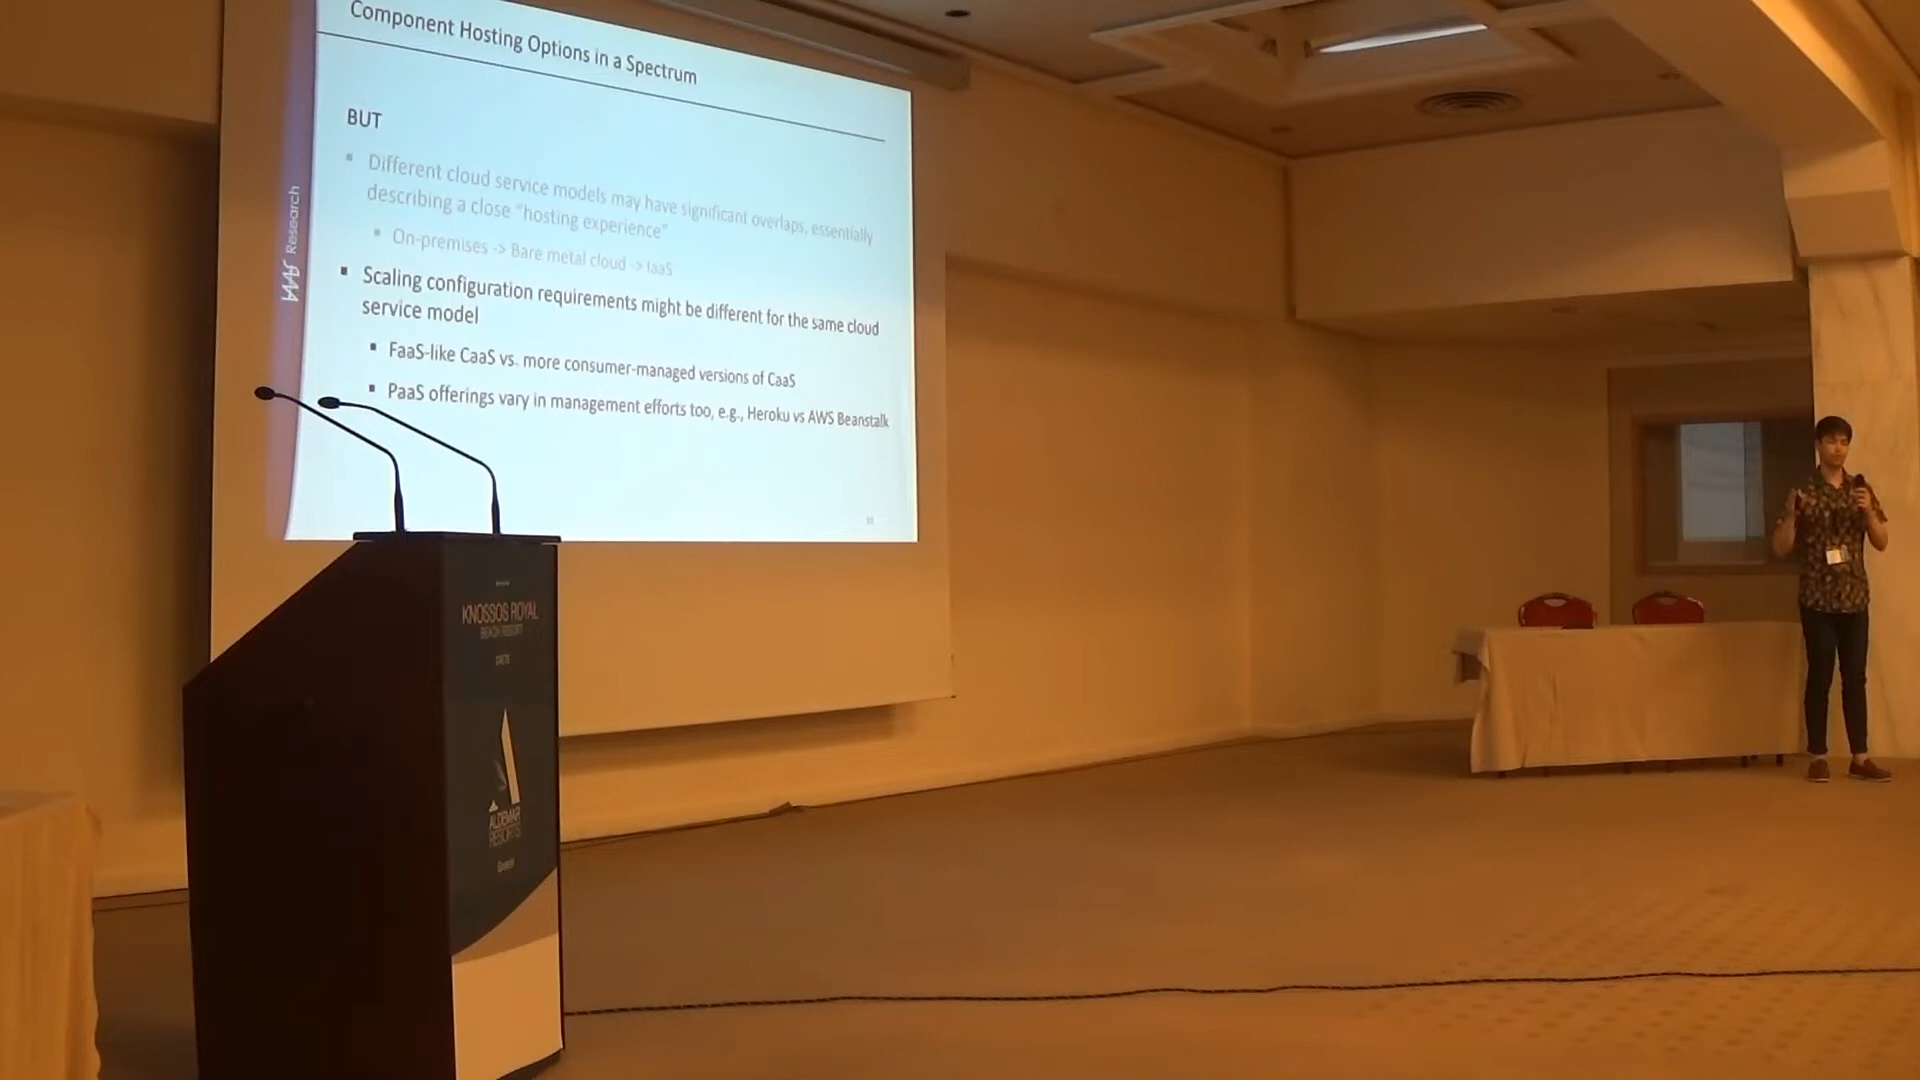 Component Hosting Options in a Spectrum
BUT
Different cloud service models may have significant overlaps, essentially
describing a close "hosting experience"
On-premises -> Bare metal cloud -> IaaS
Scaling configuration requirements might be different for the same cloud
service model
FaaS-like CaaS vs. more consumer-managed versions of CaaS
PaaS offerings vary in management efforts too, e.g., Heroku vs AWS Beanstalk
Research
KNOSSOS ROYAL
BEACH RESORT
CRETE
ALDEMAR
RESORTS